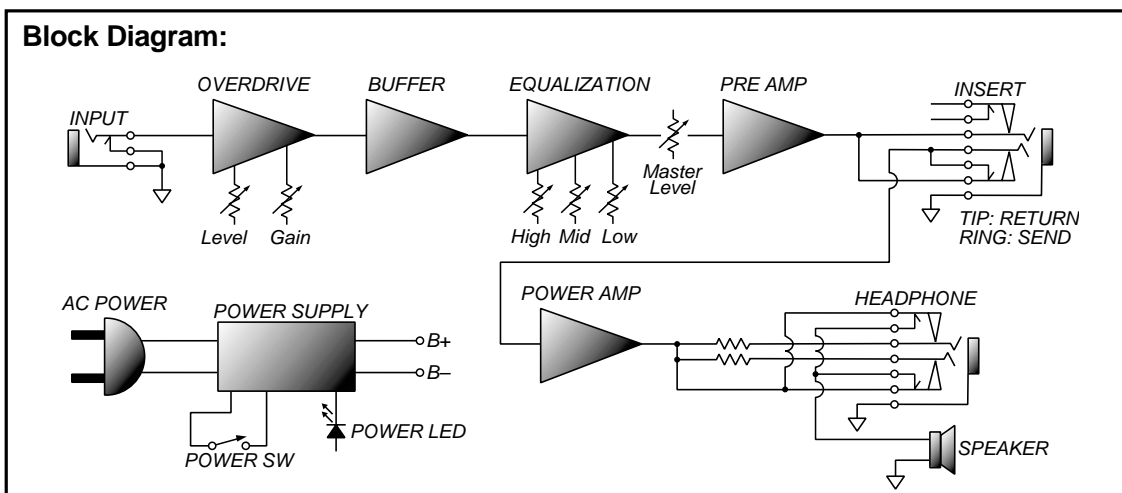 Block Diagram:
OVERDRIVE
BUFFER
EQUALIZATION
PRE AMP
INSERT
INPUT
Master
Level
Level
Gain
High
Mid
Low
TIP: RETURN
RING: SEND
AC POWER
POWER SUPPLY
B+
B–
POWER SW
POWER LED
POWER AMP
HEADPHONE
SPEAKER